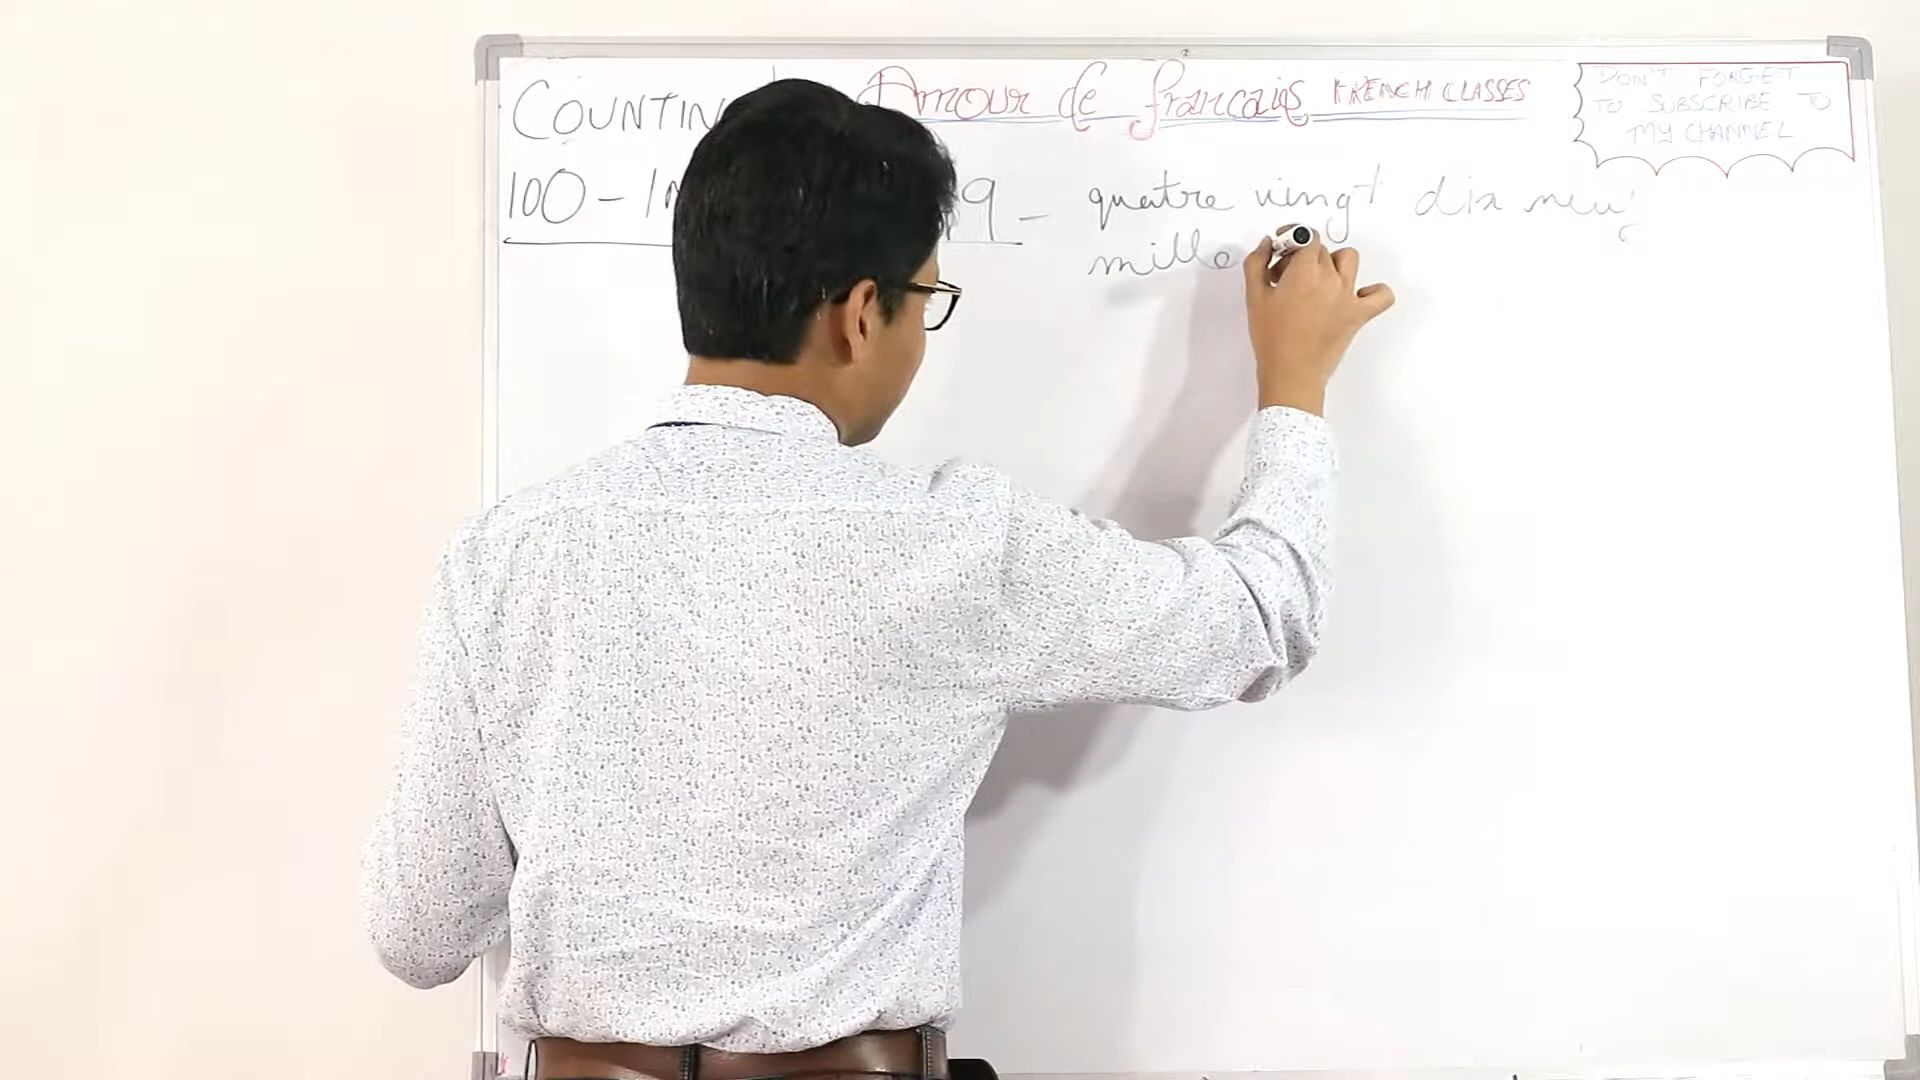 COUNTIN Amour de francais FRENCH CLASSES
DON'T FORGET
TO SUBSCRIBE TO
MY CHANNEL
100 - 1 9 - quatre vingt dix neuf
mille